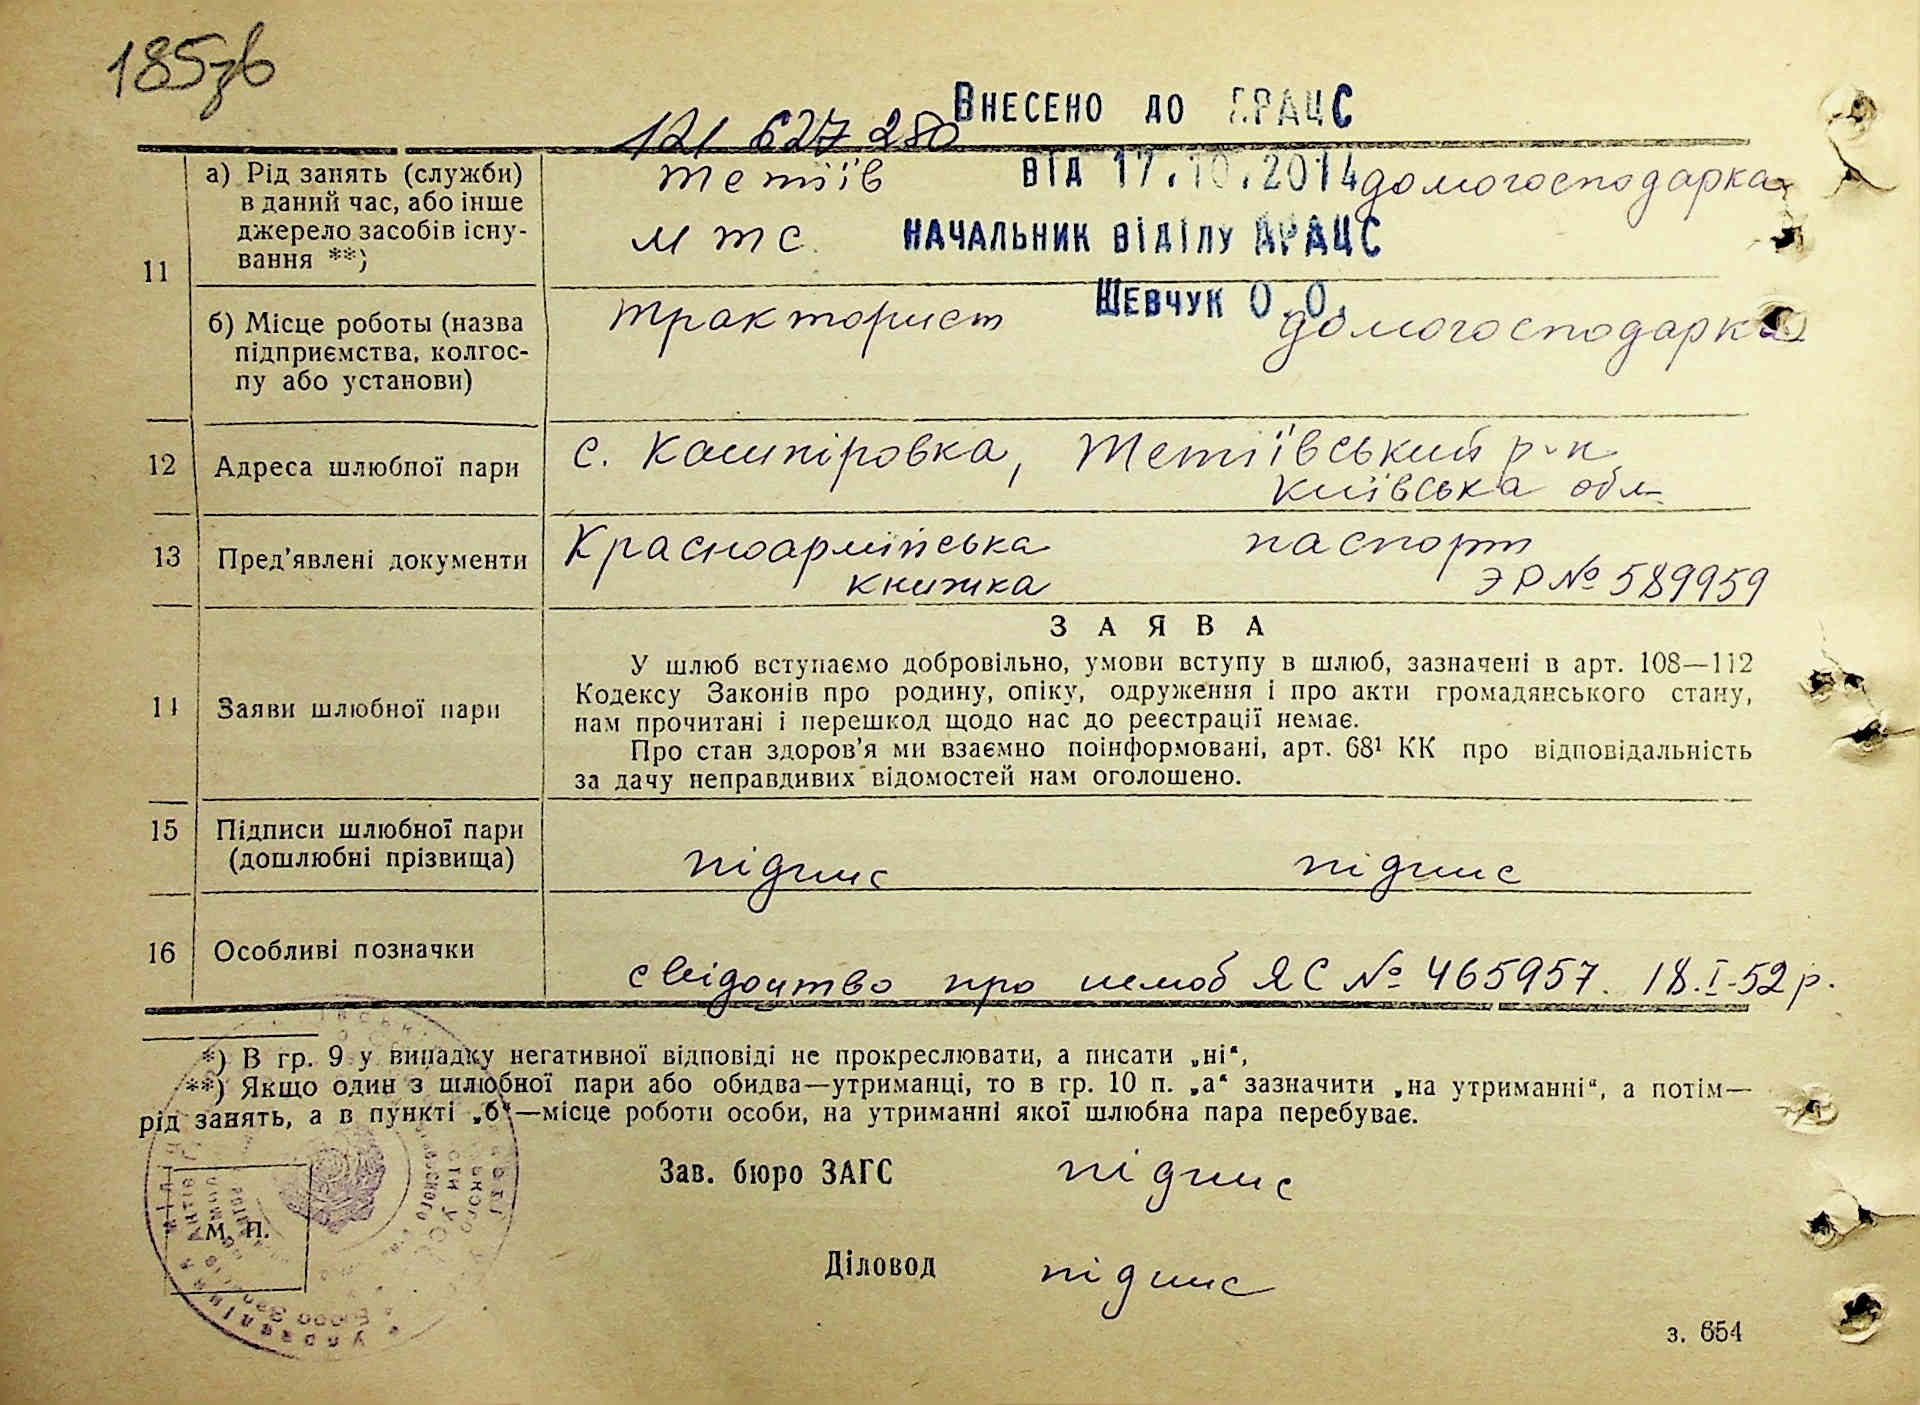 185зв
ВНЕСЕНО ДО ДРАЦС
121 627 280
ВІД 17.10.2014
НАЧАЛЬНИК ВІДІЛУ ДРАЦС
ШЕВЧУК О.О.
11
а) Рід занять (служби)
в даний час, або інше
джерело засобів існу-
вання **)
Тетіїв домогосподарка
МТС
б) Місце роботи (назва
підприємства, колгос-
пу або установи)
тракторист домогосподарка
12 Адреса шлюбної пари
с. Кашпіровка, Тетіївський р-н
Київська обл.
13 Пред'явлені документи
Красноармійська паспорт
книжка ЭР № 589959
14 Заяви шлюбної пари
ЗАЯВА
У шлюб вступаємо добровільно, умови вступу в шлюб, зазначені в арт. 108—112
Кодексу Законів про родину, опіку, одруження і про акти громадянського стану,
нам прочитані і перешкод щодо нас до реєстрації немає.
Про стан здоров'я ми взаємно поінформовані, арт. 68¹ КК про відповідальність
за дачу неправдивих відомостей нам оголошено.
15 Підписи шлюбної пари
(дошлюбні прізвища)
підпис підпис
16 Особливі позначки
свідоцтво про шлюб ЯС № 465957. 18.I-52 р.
*) В гр. 9 у випадку негативної відповіді не прокреслювати, а писати „ні“,
**) Якщо один з шлюбної пари або обидва—утриманці, то в гр. 10 п. „а“ зазначити „на утриманні“, а потім—
рід занять, а в пункті „б“—місце роботи особи, на утриманні якої шлюбна пара перебуває.
Зав. бюро ЗАГС підпис
М. П.
Діловод підпис
з. 654